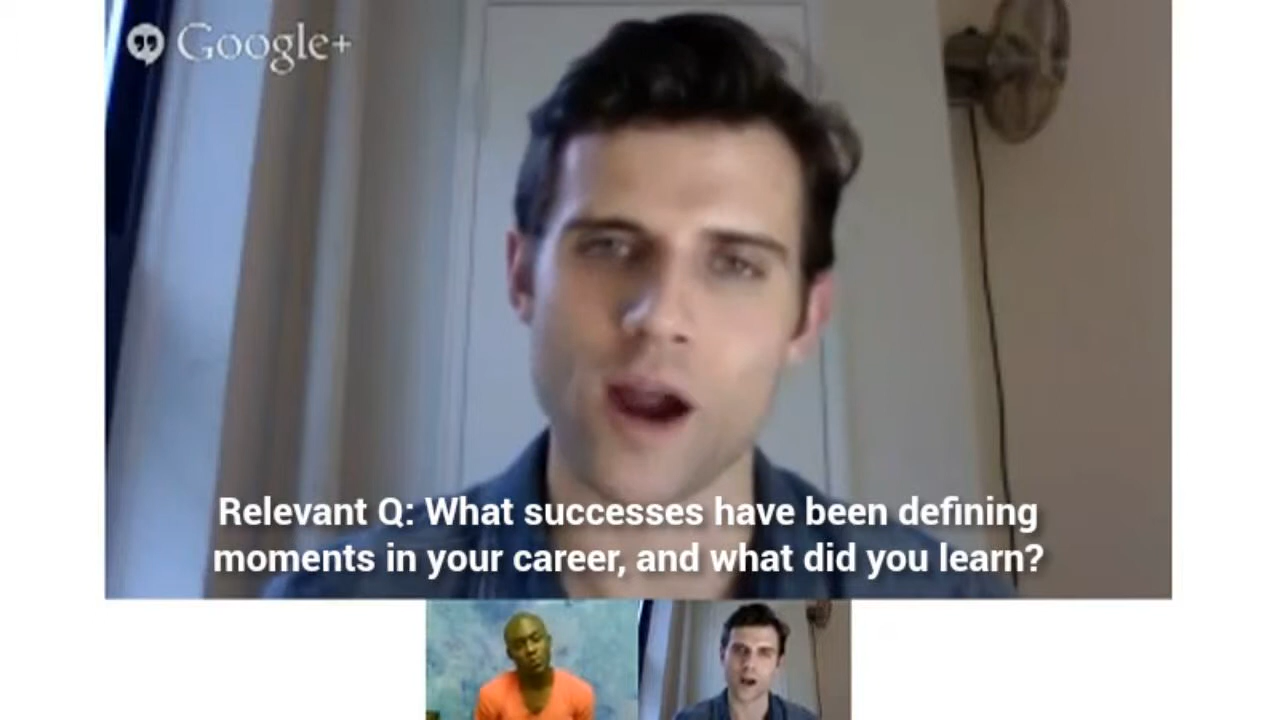 Google+
Relevant Q: What successes have been defining
moments in your career, and what did you learn?